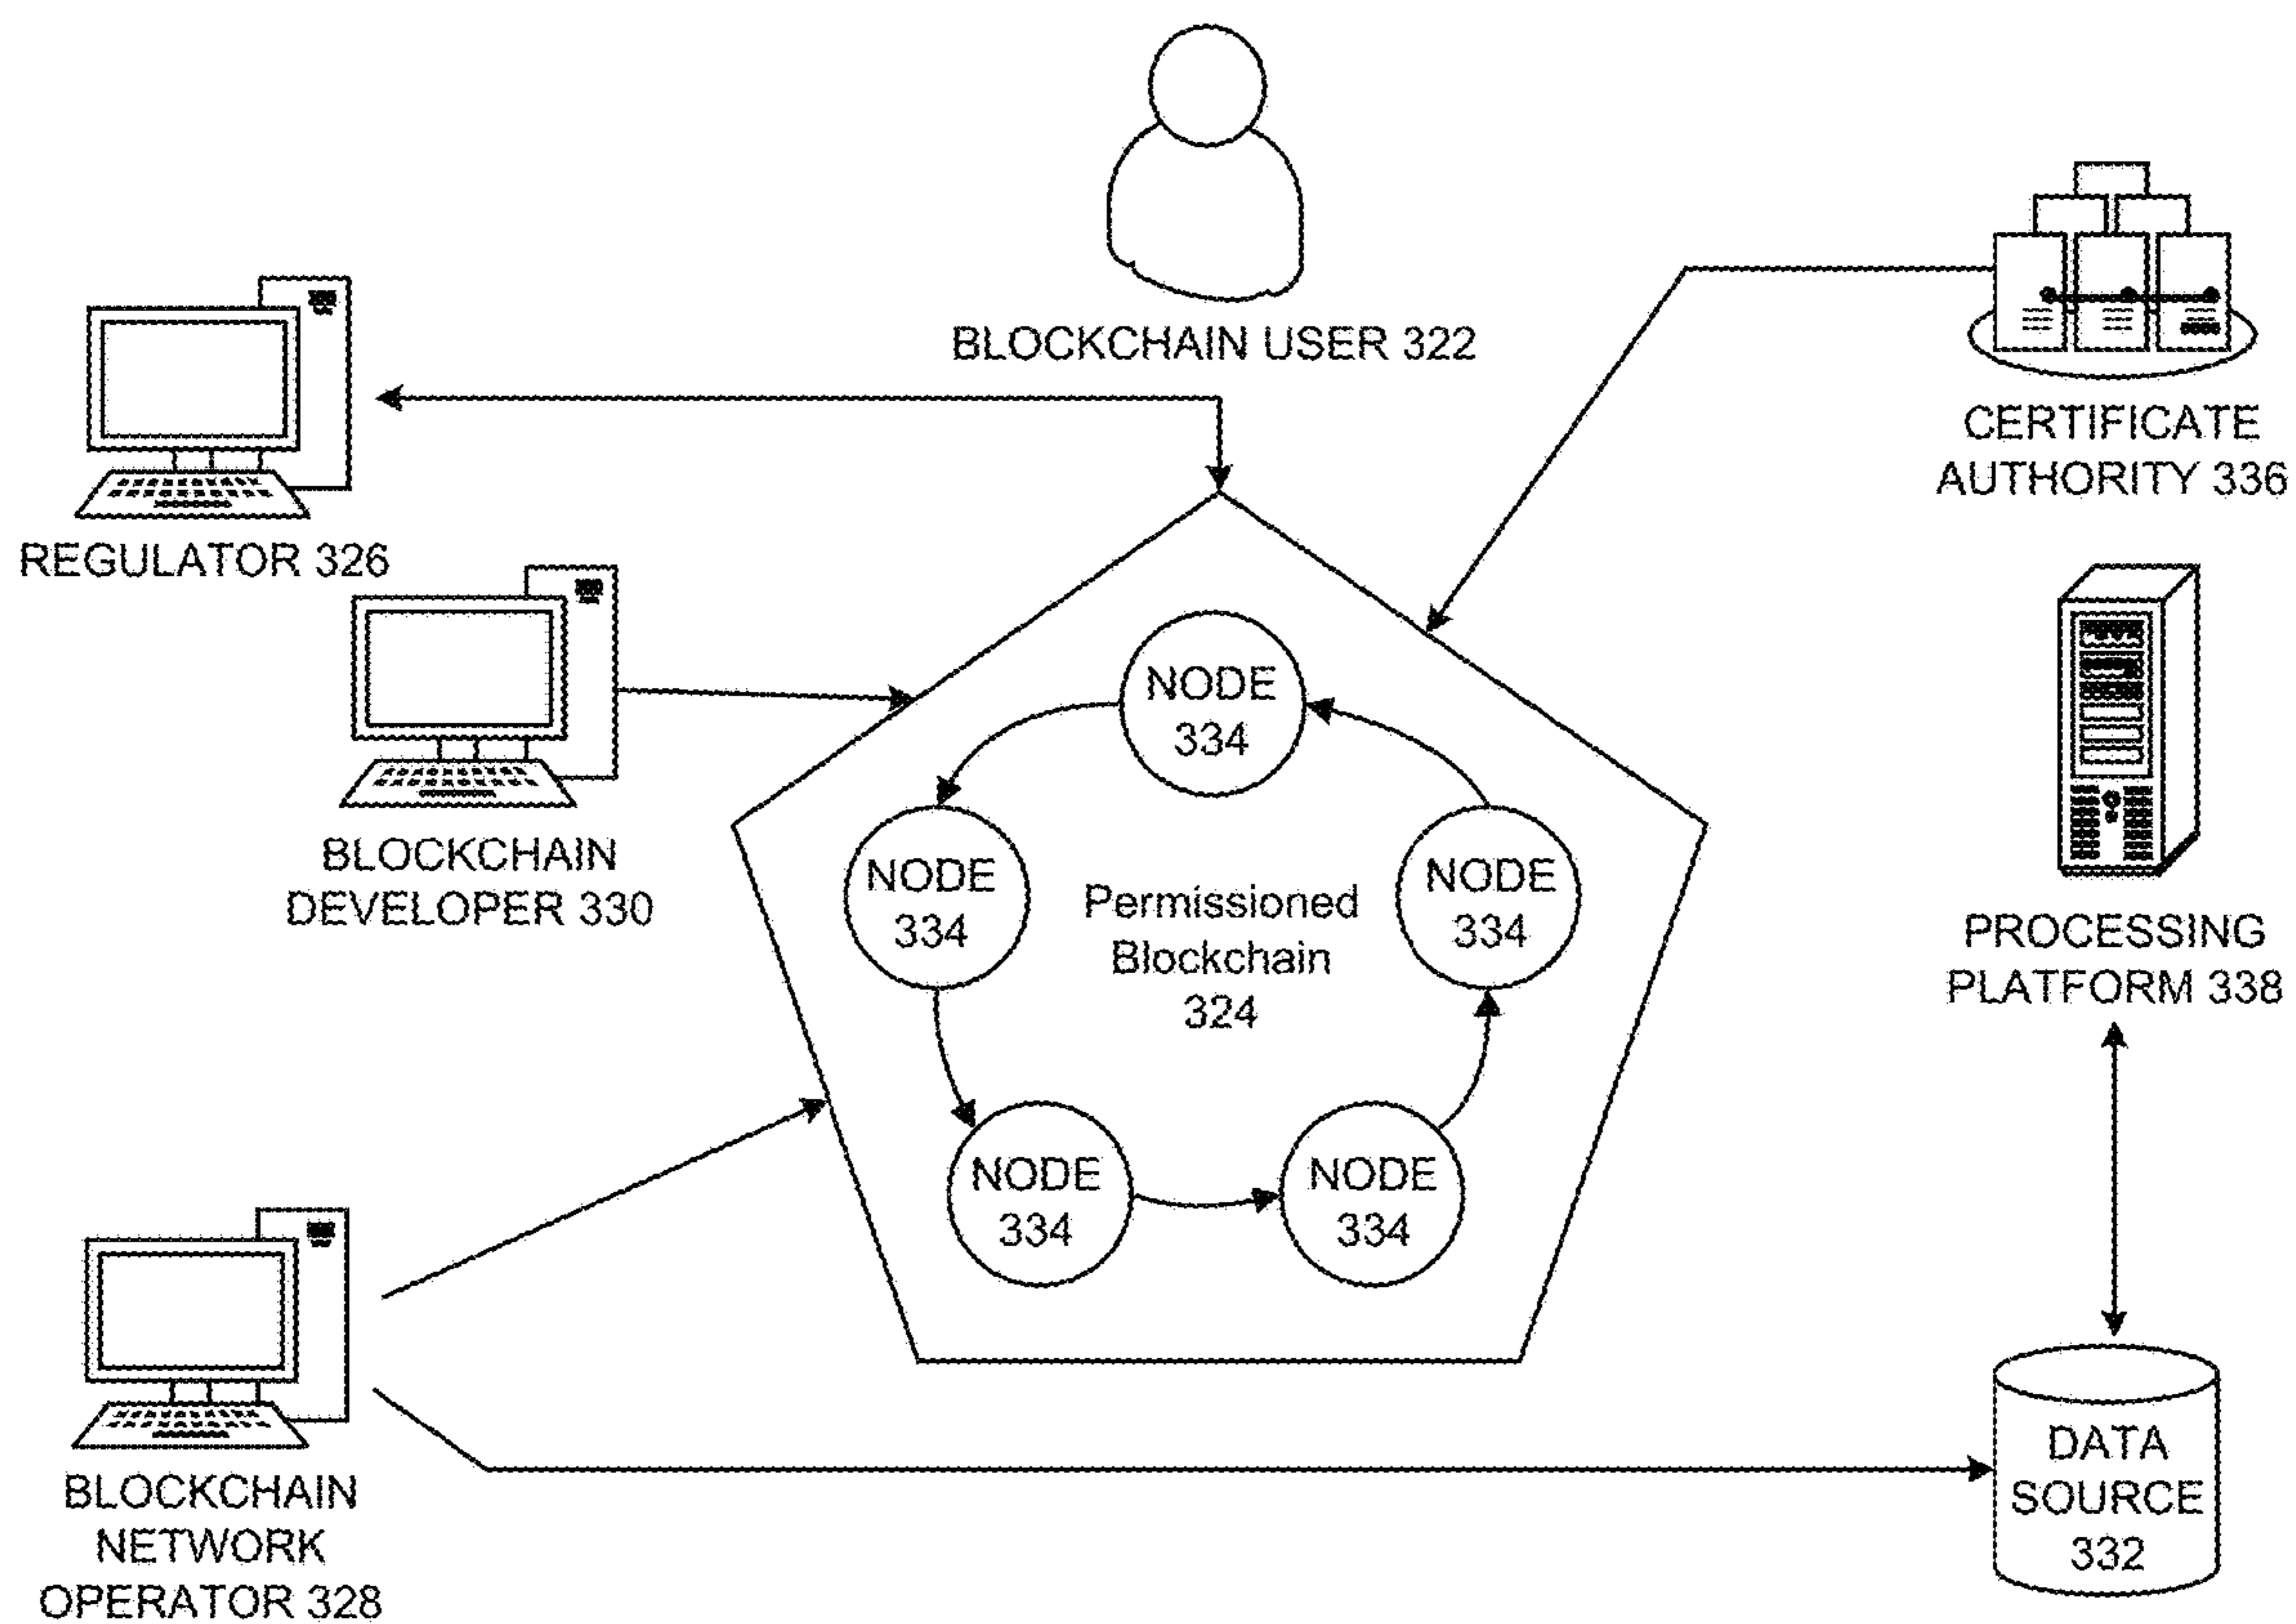 BLOCKCHAIN USER 322
CERTIFICATE
AUTHORITY 336
REGULATOR 326
BLOCKCHAIN
DEVELOPER 330
NODE
334
NODE
334
Permissioned
Blockchain
324
NODE
334
NODE
334
NODE
334
PROCESSING
PLATFORM 338
BLOCKCHAIN
NETWORK
OPERATOR 328
DATA
SOURCE
332